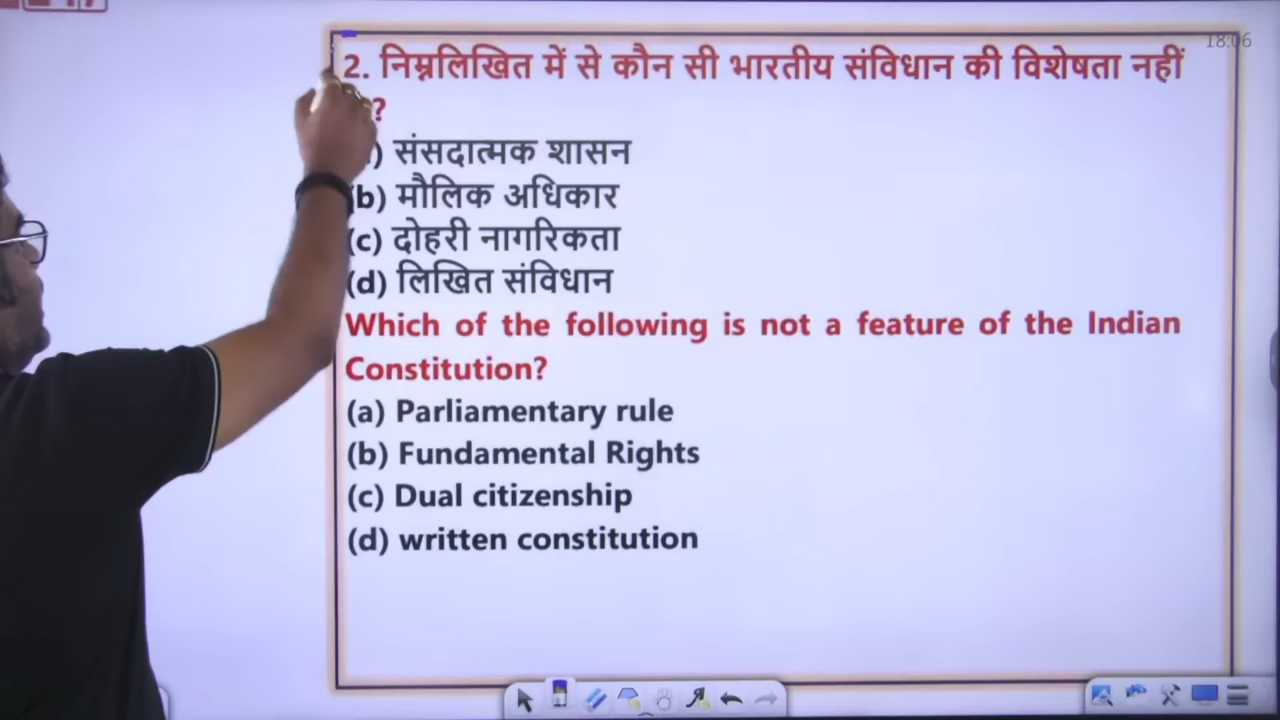 18:06
2. निम्नलिखित में से कौन सी भारतीय संविधान की विशेषता नहीं
?
) संसदात्मक शासन
(b) मौलिक अधिकार
(c) दोहरी नागरिकता
(d) लिखित संविधान
Which of the following is not a feature of the Indian
Constitution?
(a) Parliamentary rule
(b) Fundamental Rights
(c) Dual citizenship
(d) written constitution